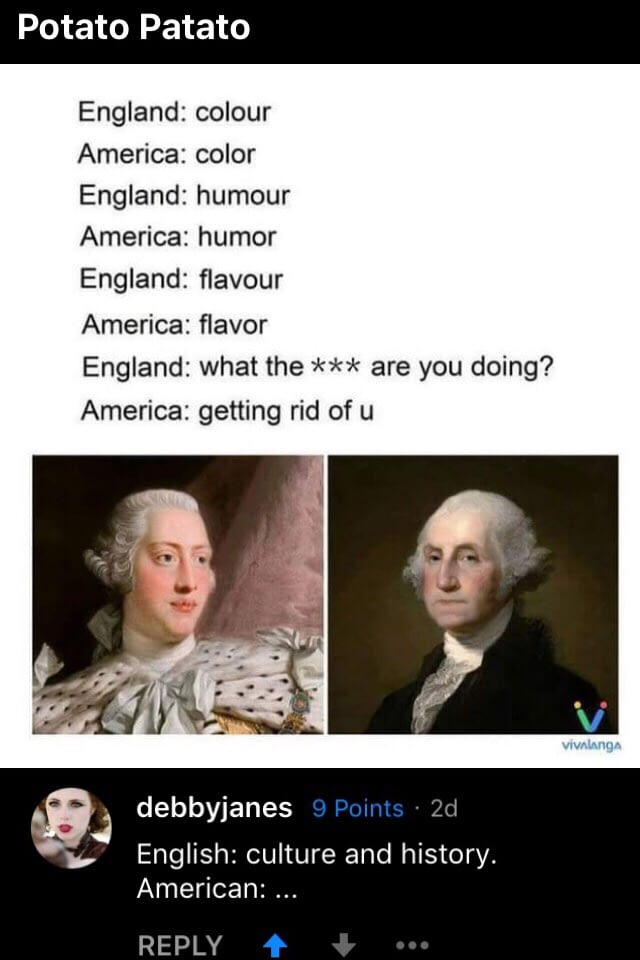 Potato Patato
England: colour
America: color
England: humour
America: humor
England: flavour
America: flavor
England: what the *** are you doing?
America: getting rid of u
vivalanga
debbyjanes 9 Points · 2d
English: culture and history.
American: ...
REPLY